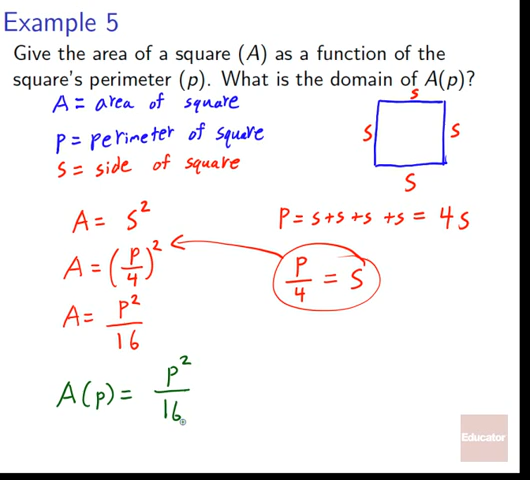 Example 5
Give the area of a square (A) as a function of the
square's perimeter (p). What is the domain of A(p)?
A = area of square
p = perimeter of square
s = side of square
s
s
s
s
A = s²
P = s+s+s+s = 4s
A = (p/4)²
p/4 = s
A = p²/16
A(p) = p²/16
Educator